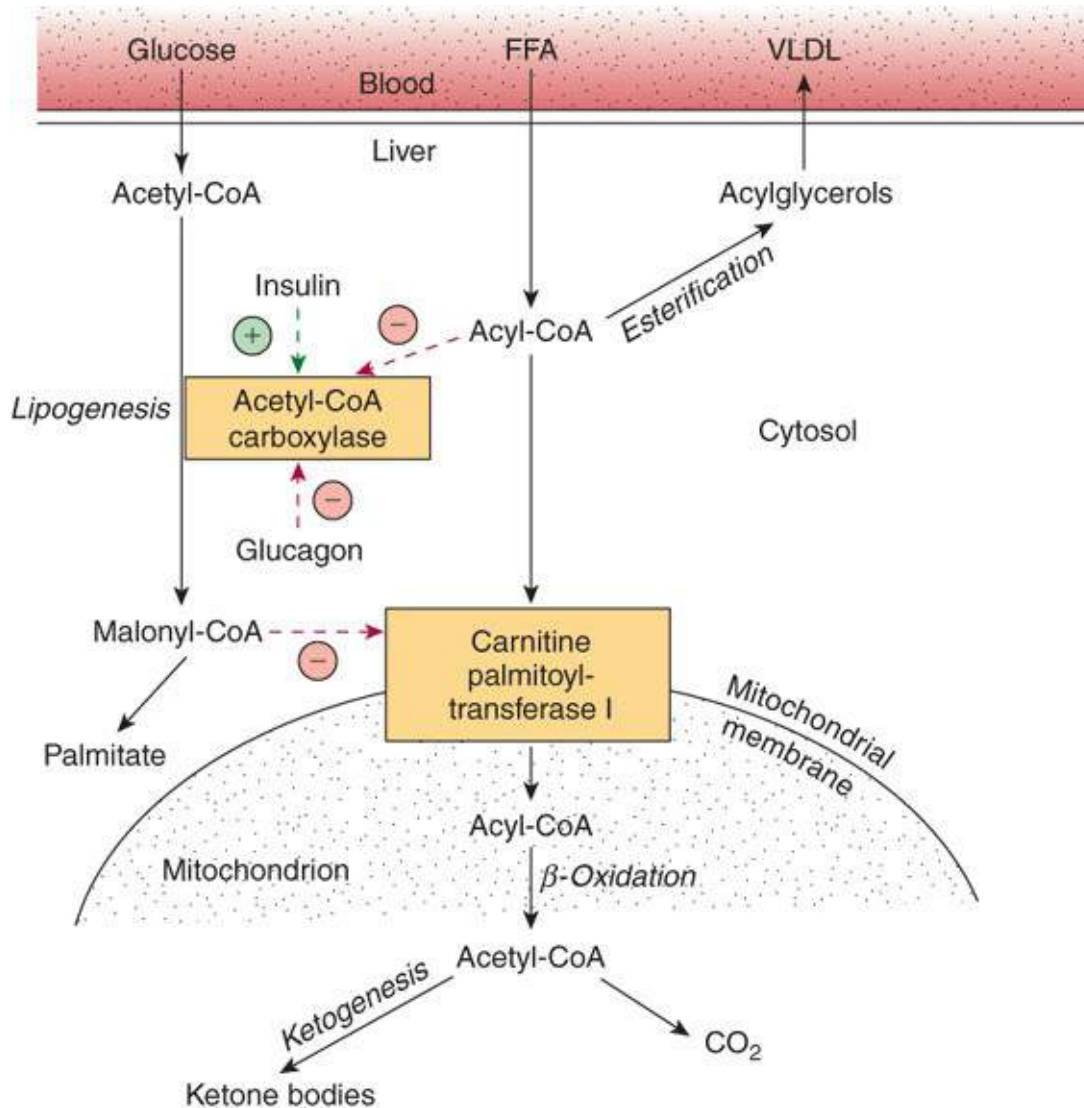 Glucose
FFA
VLDL
Blood
Liver
Acetyl-CoA
Acylglycerols
Insulin
Esterification
+
−
Acyl-CoA
Lipogenesis
Acetyl-CoA
carboxylase
Cytosol
−
Glucagon
Malonyl-CoA
−
Carnitine
palmitoyl-
transferase I
Mitochondrial
membrane
Palmitate
Acyl-CoA
Mitochondrion
β-Oxidation
Acetyl-CoA
Ketogenesis
CO₂
Ketone bodies